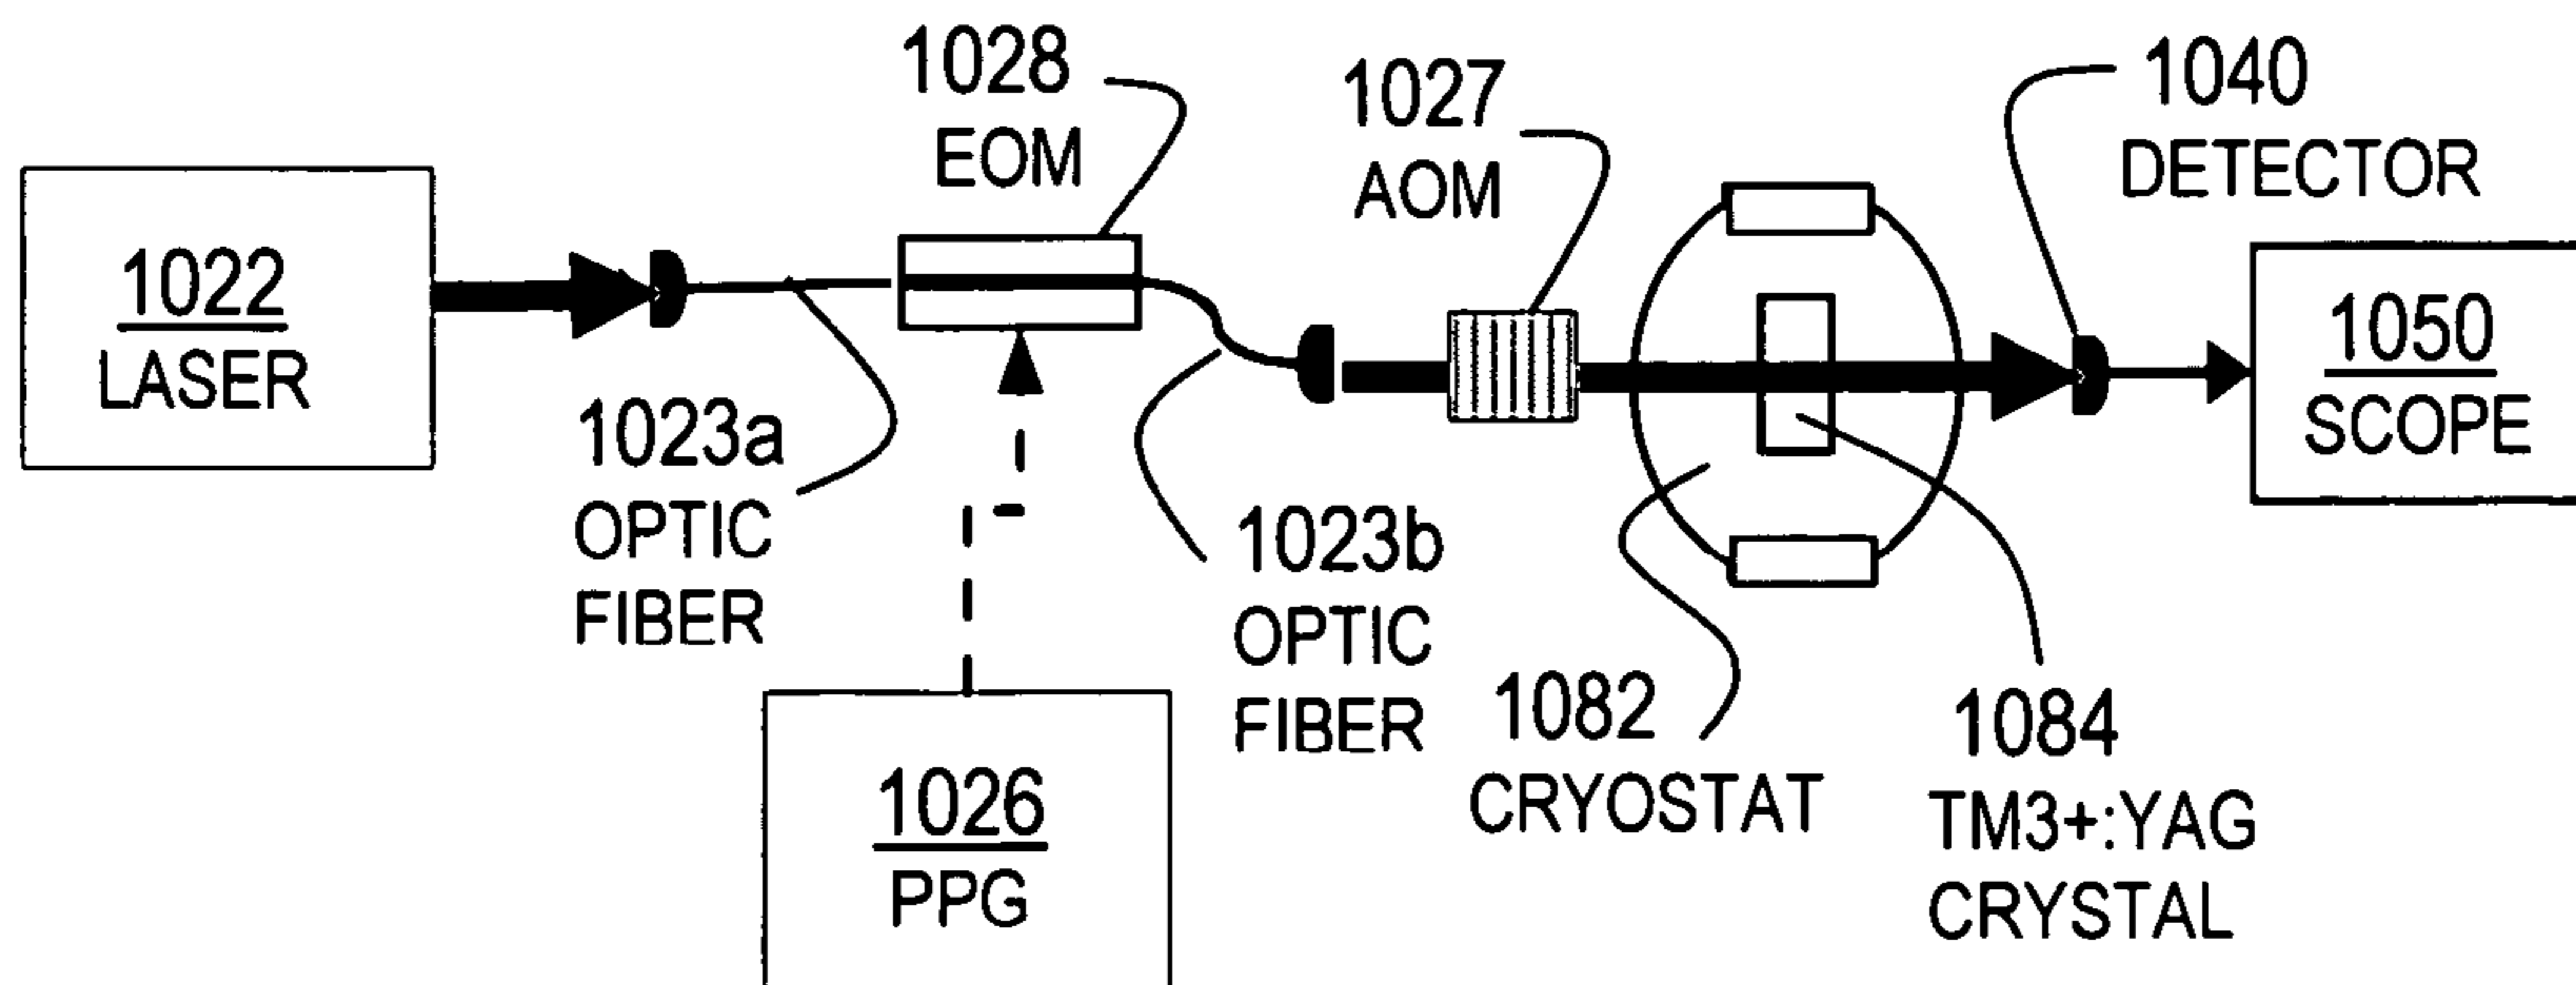 1028
EOM
1027
AOM
1040
DETECTOR
1022
LASER
1050
SCOPE
1023a
OPTIC
FIBER
1023b
OPTIC
FIBER
1082
CRYOSTAT
1084
TM3+:YAG
CRYSTAL
1026
PPG